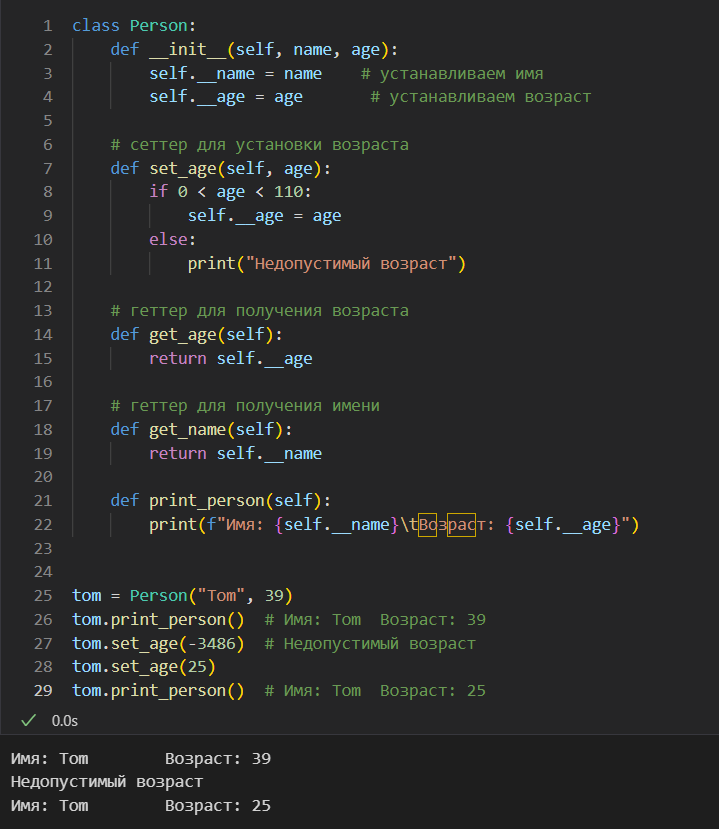 1 class Person:
2     def __init__(self, name, age):
3         self.__name = name    # устанавливаем имя
4         self.__age = age       # устанавливаем возраст
5
6     # сеттер для установки возраста
7     def set_age(self, age):
8         if 0 < age < 110:
9             self.__age = age
10         else:
11             print("Недопустимый возраст")
12
13     # геттер для получения возраста
14     def get_age(self):
15         return self.__age
16
17     # геттер для получения имени
18     def get_name(self):
19         return self.__name
20
21     def print_person(self):
22         print(f"Имя: {self.__name}\tВозраст: {self.__age}")
23
24
25 tom = Person("Tom", 39)
26 tom.print_person()  # Имя: Tom  Возраст: 39
27 tom.set_age(-3486)  # Недопустимый возраст
28 tom.set_age(25)
29 tom.print_person()  # Имя: Tom  Возраст: 25
✓ 0.0s
Имя: Tom        Возраст: 39
Недопустимый возраст
Имя: Tom        Возраст: 25